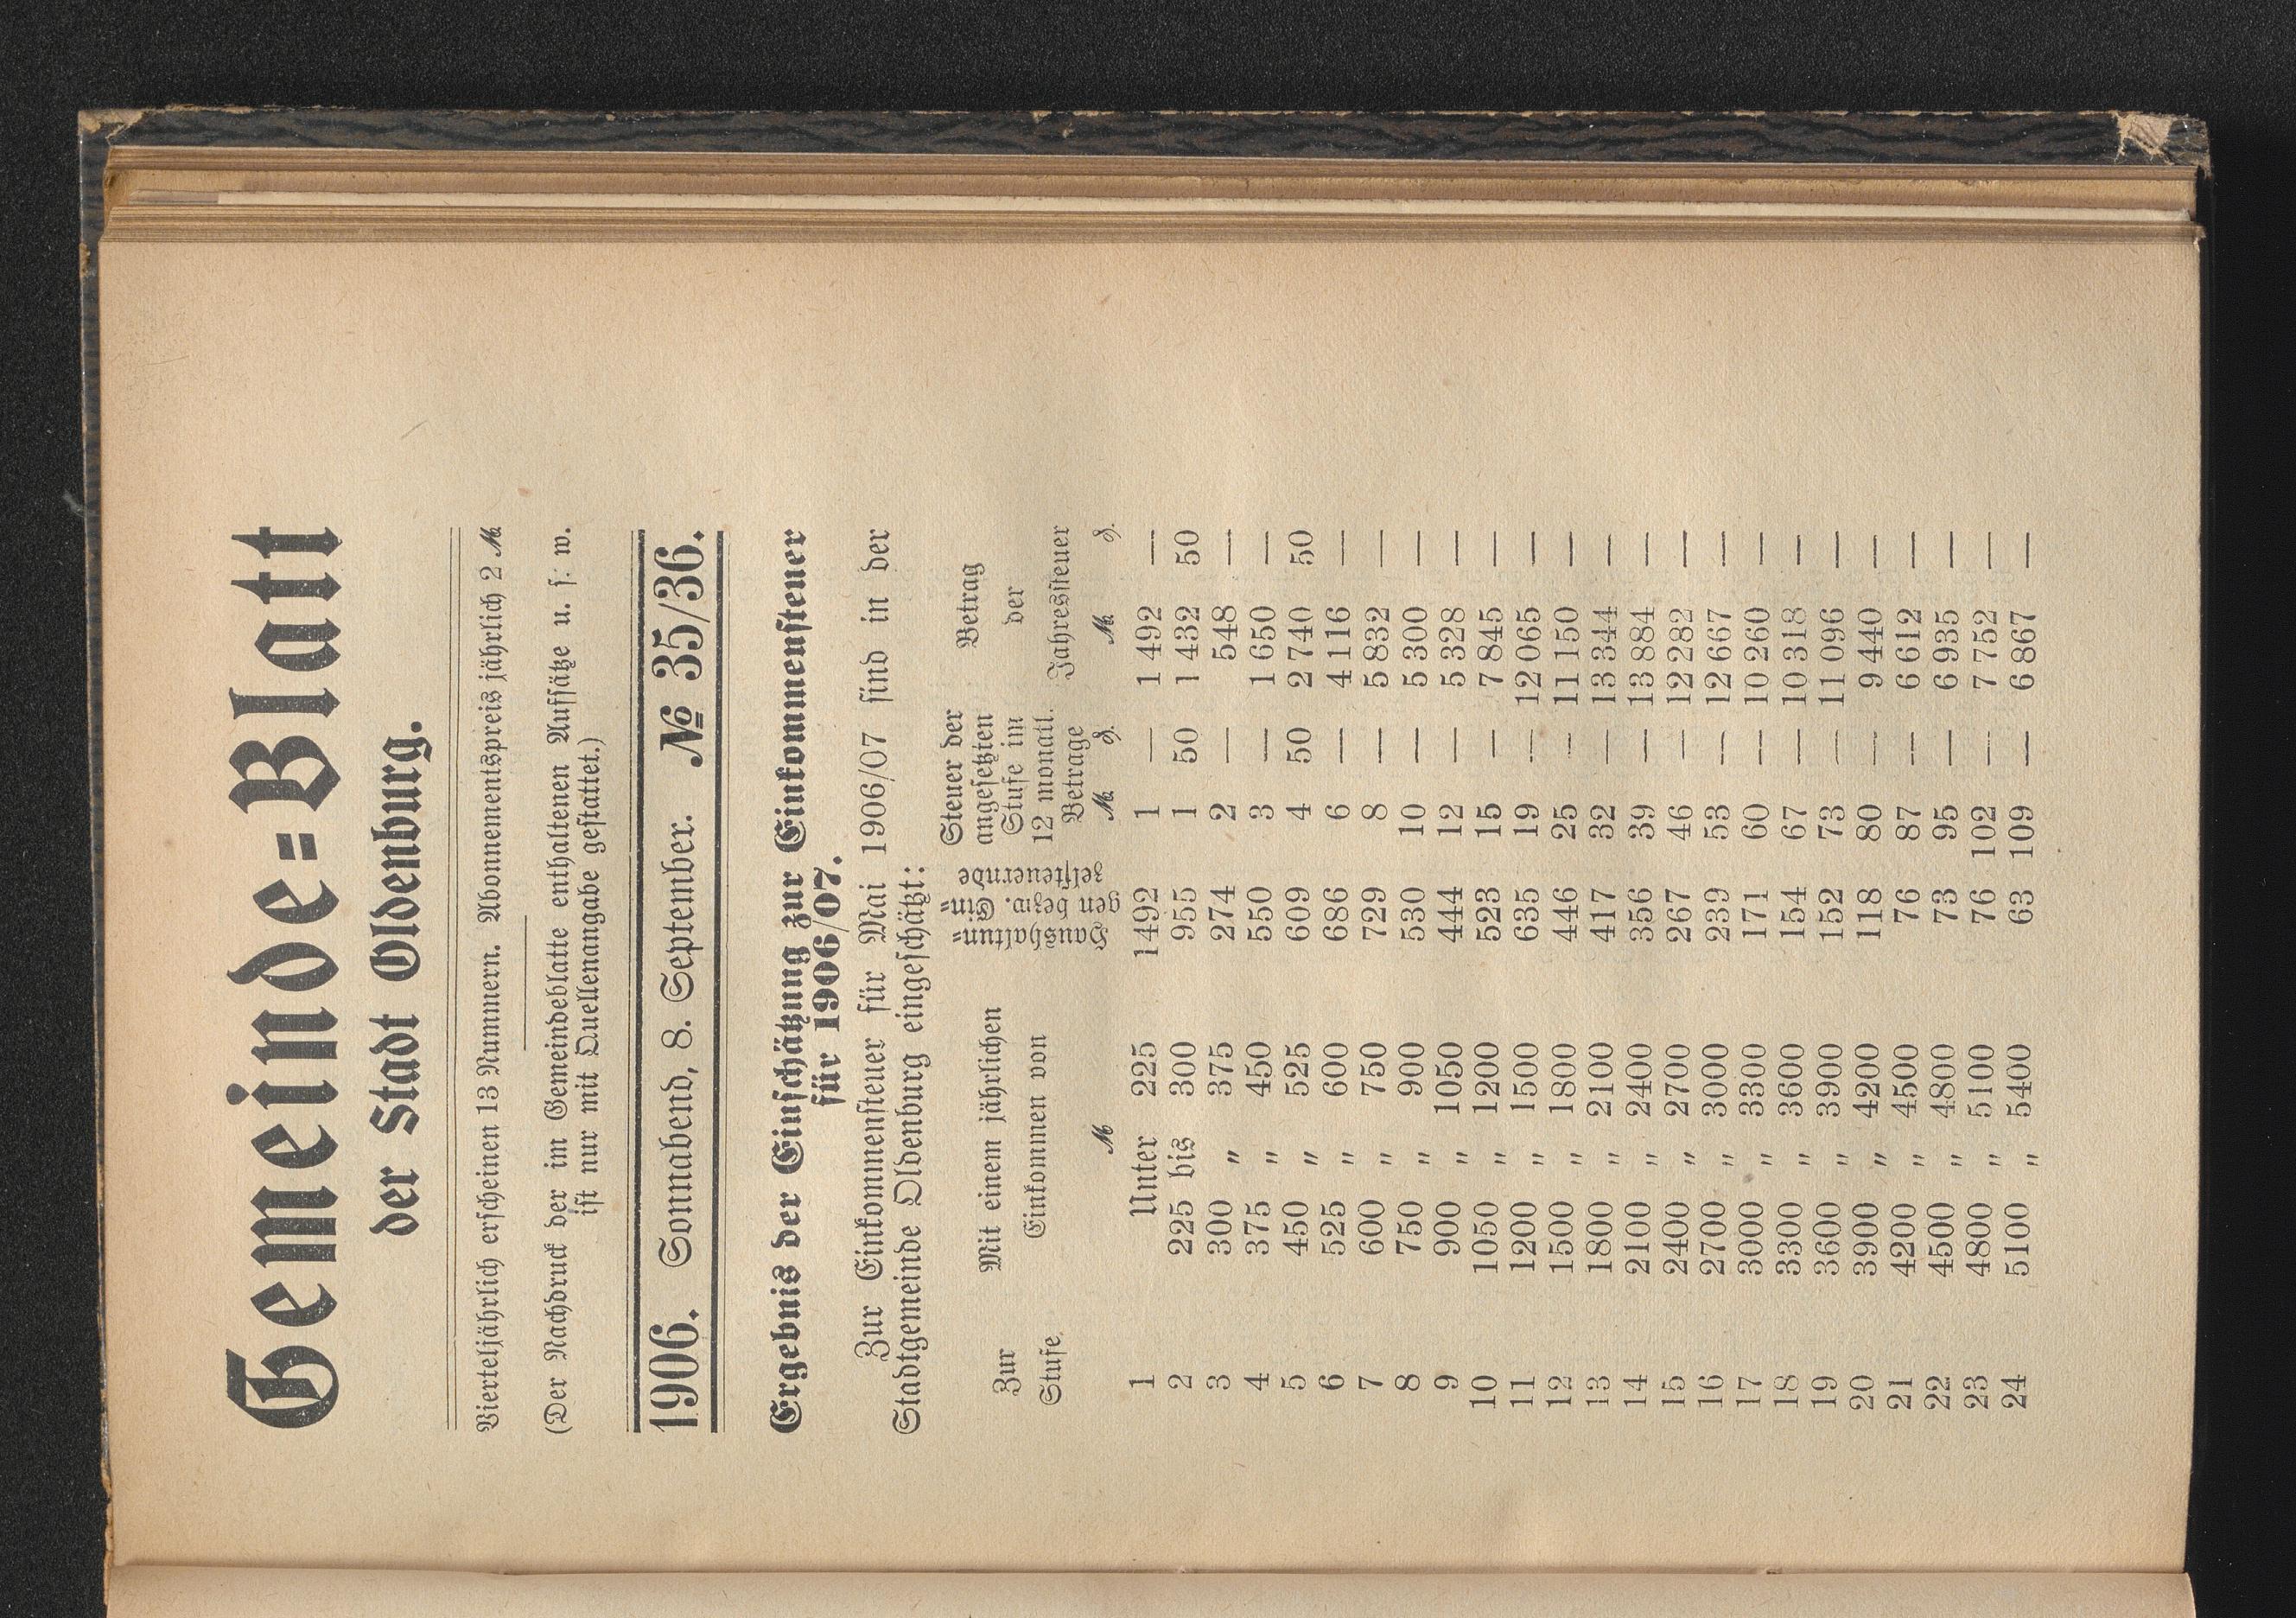 Gemeinde=Blatt
der Stadt Oldenburg.
Vierteljährlich erscheinen 13 Nummern. Abonnementspreis jährlich 2 ℳ
(Der Nachdruck der im Gemeindeblatte enthaltenen Aufsätze u. s. w.
ist nur mit Quellenangabe gestattet.)
1906. Sonnabend, 8. September. № 35/36.
Ergebnis der Einschätzung zur Einkommensteuer
für 1906/07.
Zur Einkommensteuer für Mai 1906/07 sind in der
Stadtgemeinde Oldenburg eingeschätzt:
Zur Stufe | Mit einem jährlichen Einkommen von ℳ | Haushaltun= gen bezw. Ein= zelsteuernde | Steuer der angesetzten Stufe im 12 monatl. Betrage ℳ ₰ | Betrag der Jahressteuer ℳ ₰
1 Unter 225 1492 1 — 1 492 —
2 225 bis 300 955 1 50 1 432 50
3 300 " 375 274 2 — 548 —
4 375 " 450 550 3 — 1 650 —
5 450 " 525 609 4 50 2 740 50
6 525 " 600 686 6 — 4 116 —
7 600 " 750 729 8 — 5 832 —
8 750 " 900 530 10 — 5 300 —
9 900 " 1050 444 12 — 5 328 —
10 1050 " 1200 523 15 — 7 845 —
11 1200 " 1500 635 19 — 12 065 —
12 1500 " 1800 446 25 — 11 150 —
13 1800 " 2100 417 32 — 13 344 —
14 2100 " 2400 356 39 — 13 884 —
15 2400 " 2700 267 46 — 12 282 —
16 2700 " 3000 239 53 — 12 667 —
17 3000 " 3300 171 60 — 10 260 —
18 3300 " 3600 154 67 — 10 318 —
19 3600 " 3900 152 73 — 11 096 —
20 3900 " 4200 118 80 — 9 440 —
21 4200 " 4500 76 87 — 6 612 —
22 4500 " 4800 73 95 — 6 935 —
23 4800 " 5100 76 102 — 7 752 —
24 5100 " 5400 63 109 — 6 867 —